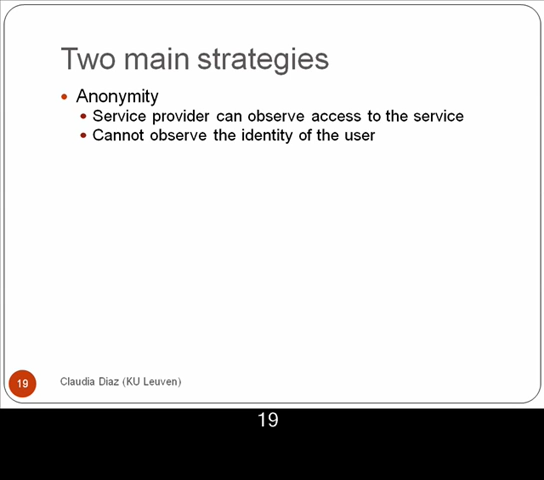 Two main strategies
Anonymity
Service provider can observe access to the service
Cannot observe the identity of the user
19
Claudia Diaz (KU Leuven)
19